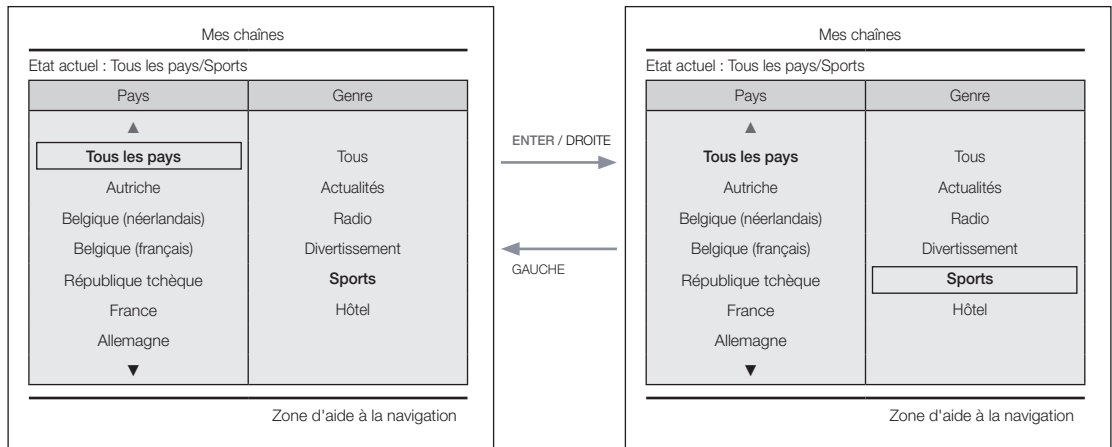 Mes chaînes
Etat actuel : Tous les pays/Sports
Pays Genre
▲
Tous les pays Tous
Autriche Actualités
Belgique (néerlandais) Radio
Belgique (français) Divertissement
République tchèque Sports
France Hôtel
Allemagne
▼
Zone d'aide à la navigation
ENTER / DROITE
GAUCHE
Mes chaînes
Etat actuel : Tous les pays/Sports
Pays Genre
▲
Tous les pays Tous
Autriche Actualités
Belgique (néerlandais) Radio
Belgique (français) Divertissement
République tchèque Sports
France Hôtel
Allemagne
▼
Zone d'aide à la navigation